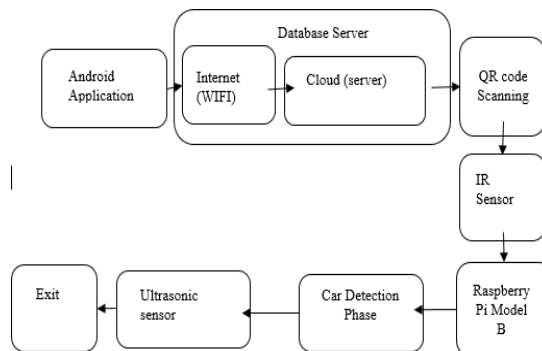 Database Server
Android
Application
Internet
(WIFI)
Cloud (server)
QR code
Scanning
IR
Sensor
Raspberry
Pi Model
B
Car Detection
Phase
Ultrasonic
sensor
Exit